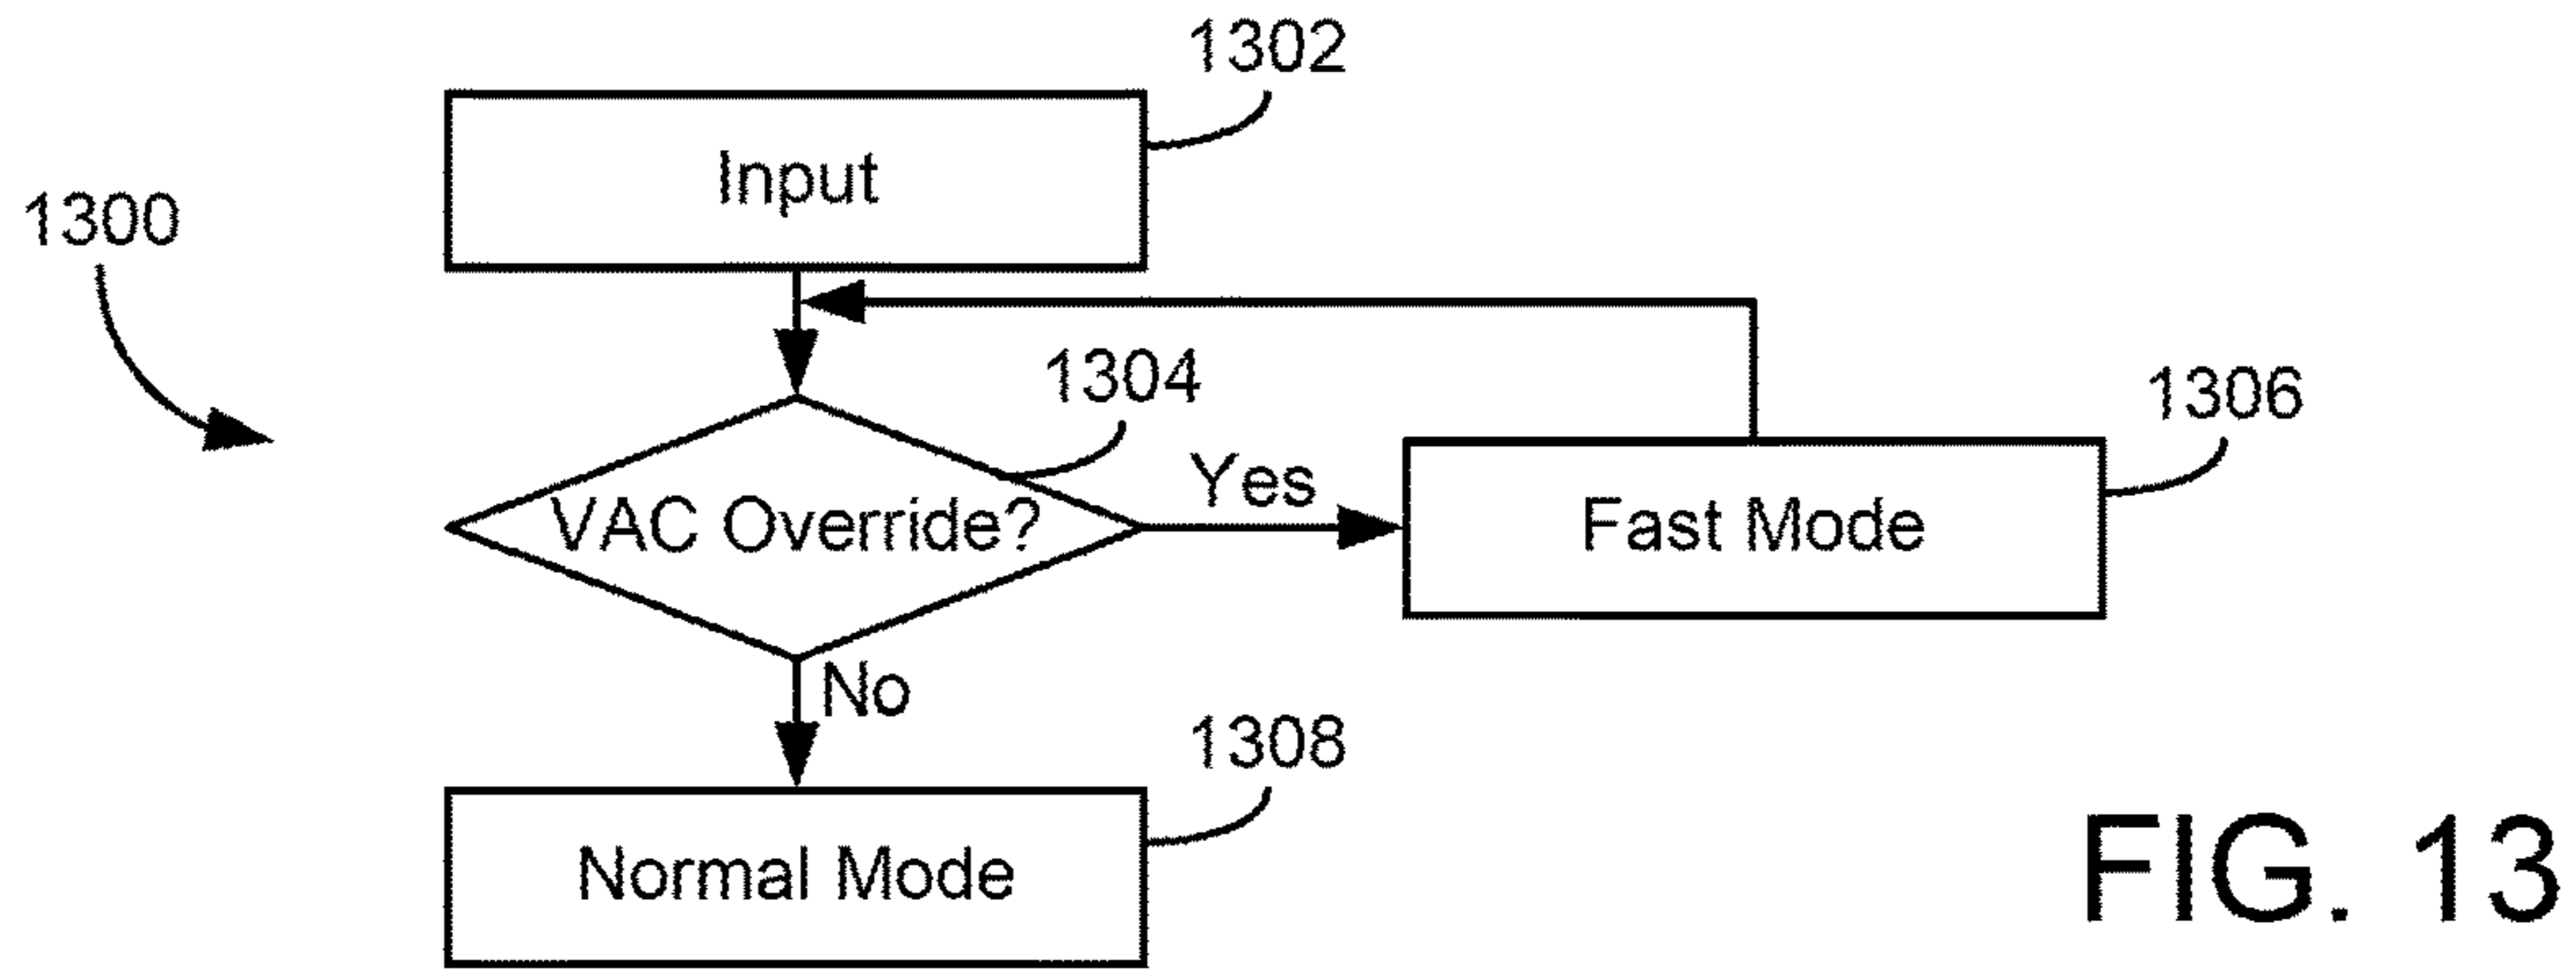 1302
Input
1300
1304
1306
Yes
VAC Override?
Fast Mode
No
1308
Normal Mode
FIG. 13